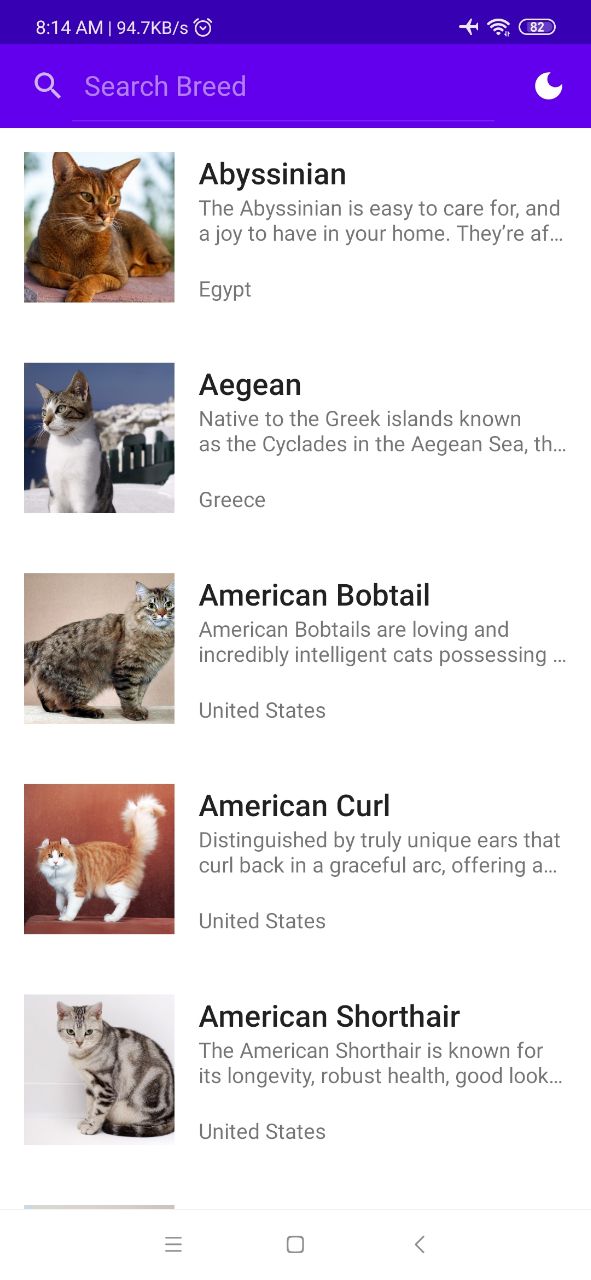 8:14 AM | 94.7KB/s
82
Search Breed
Abyssinian
The Abyssinian is easy to care for, and
a joy to have in your home. They’re af…
Egypt
Aegean
Native to the Greek islands known
as the Cyclades in the Aegean Sea, th…
Greece
American Bobtail
American Bobtails are loving and
incredibly intelligent cats possessing …
United States
American Curl
Distinguished by truly unique ears that
curl back in a graceful arc, offering a…
United States
American Shorthair
The American Shorthair is known for
its longevity, robust health, good look…
United States